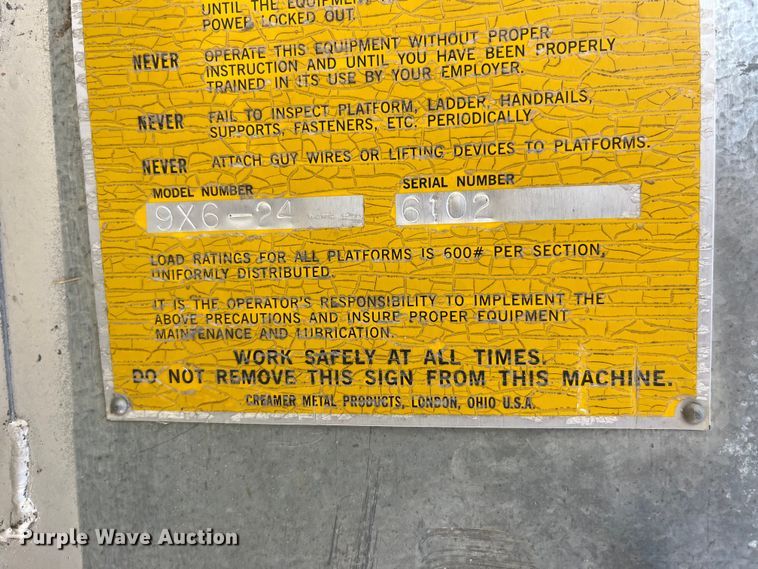 UNTIL THE EQUIPMENT
POWER LOCKED OUT.
NEVER OPERATE THIS EQUIPMENT WITHOUT PROPER
INSTRUCTION AND UNTIL YOU HAVE BEEN PROPERLY
TRAINED IN ITS USE BY YOUR EMPLOYER.
NEVER FAIL TO INSPECT PLATFORM, LADDER, HANDRAILS,
SUPPORTS, FASTENERS, ETC. PERIODICALLY.
NEVER ATTACH GUY WIRES OR LIFTING DEVICES TO PLATFORMS.
MODEL NUMBER SERIAL NUMBER
9X6-24 6102
LOAD RATINGS FOR ALL PLATFORMS IS 600# PER SECTION,
UNIFORMLY DISTRIBUTED.
IT IS THE OPERATOR'S RESPONSIBILITY TO IMPLEMENT THE
ABOVE PRECAUTIONS AND INSURE PROPER EQUIPMENT
MAINTENANCE AND LUBRICATION.
WORK SAFELY AT ALL TIMES.
DO NOT REMOVE THIS SIGN FROM THIS MACHINE.
CREAMER METAL PRODUCTS, LONDON, OHIO U.S.A.
Purple Wave Auction